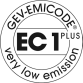 GEV-EMICODE®
EC 1 PLUS
very low emission